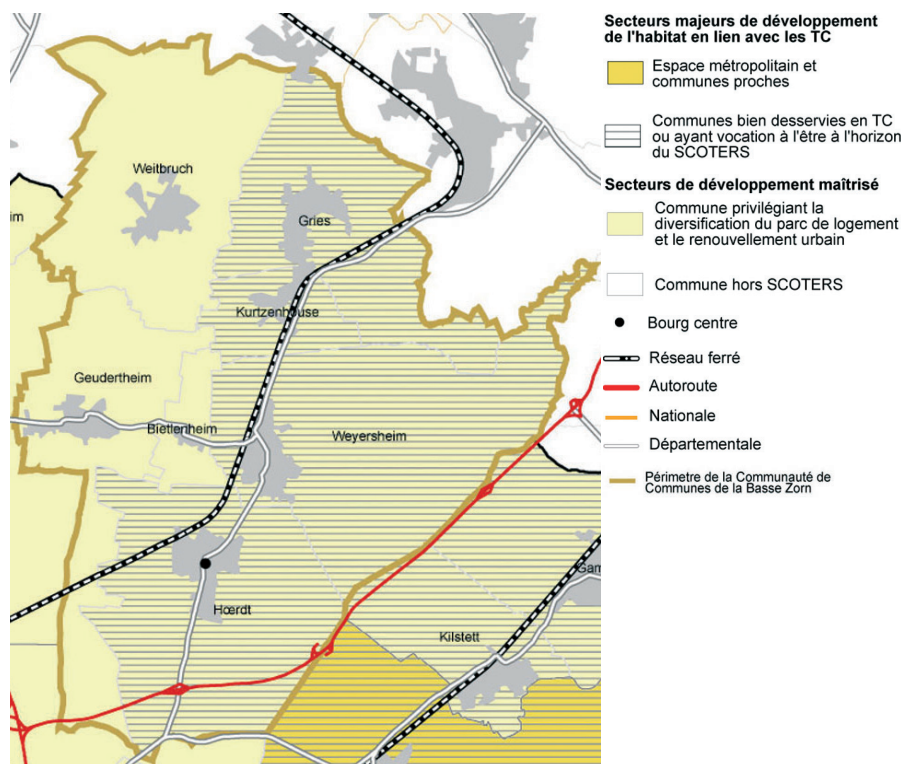 Weitbruch
im
Gries
Kurtzenhouse
Geudertheim
Bietlenheim
Weyersheim
Hœrdt
Kilstett
Gam
Secteurs majeurs de développement
de l'habitat en lien avec les TC
Espace métropolitain et
communes proches
Communes bien desservies en TC
ou ayant vocation à l'être à l'horizon
du SCOTERS
Secteurs de développement maîtrisé
Commune privilégiant la
diversification du parc de logement
et le renouvellement urbain
Commune hors SCOTERS
Bourg centre
Réseau ferré
Autoroute
Nationale
Départementale
Périmetre de la Communauté de
Communes de la Basse Zorn